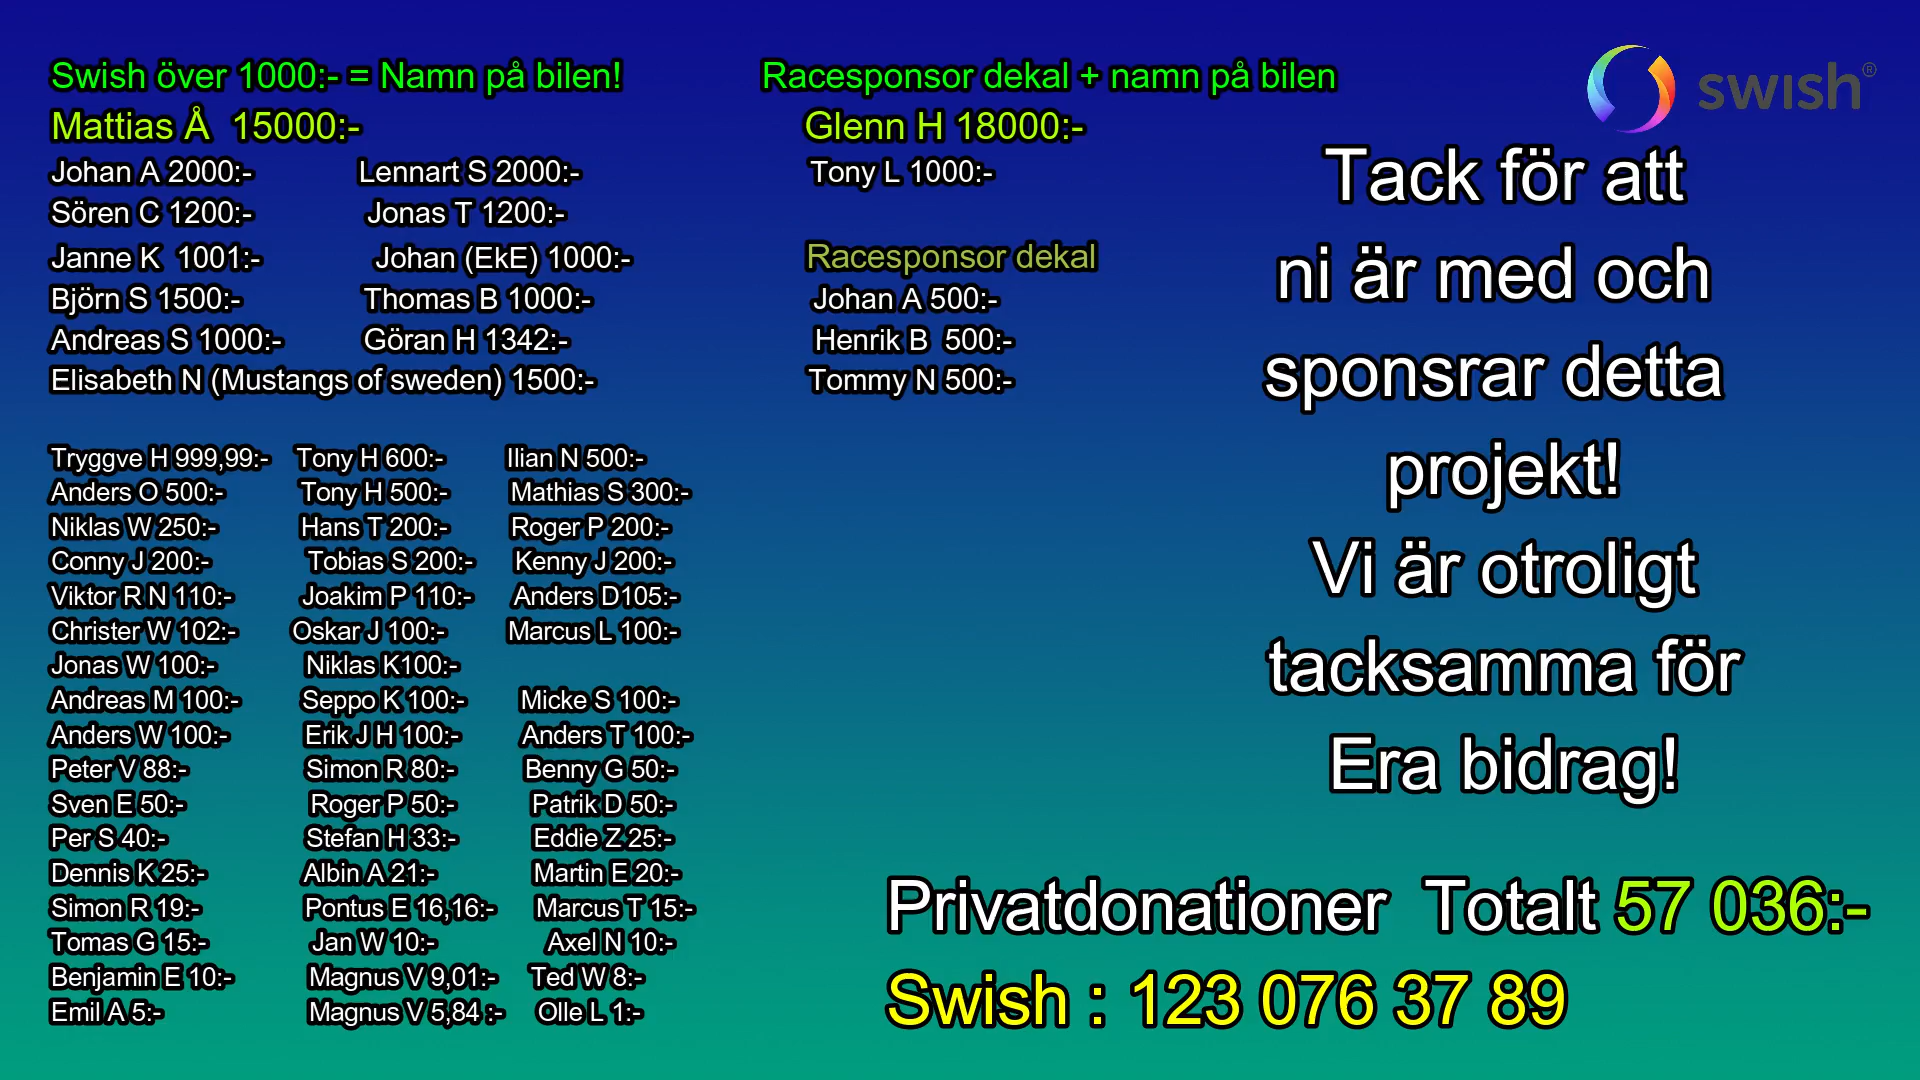 Swish över 1000:- = Namn på bilen!
Mattias Å 15000:-
Johan A 2000:- Lennart S 2000:-
Sören C 1200:- Jonas T 1200:-
Janne K 1001:- Johan (EkE) 1000:-
Björn S 1500:- Thomas B 1000:-
Andreas S 1000:- Göran H 1342:-
Elisabeth N (Mustangs of sweden) 1500:-
Tryggve H 999,99:- Tony H 600:- Ilian N 500:-
Anders O 500:- Tony H 500:- Mathias S 300:-
Niklas W 250:- Hans T 200:- Roger P 200:-
Conny J 200:- Tobias S 200:- Kenny J 200:-
Viktor R N 110:- Joakim P 110:- Anders D105:-
Christer W 102:- Oskar J 100:- Marcus L 100:-
Jonas W 100:- Niklas K100:-
Andreas M 100:- Seppo K 100:- Micke S 100:-
Anders W 100:- Erik J H 100:- Anders T 100:-
Peter V 88:- Simon R 80:- Benny G 50:-
Sven E 50:- Roger P 50:- Patrik D 50:-
Per S 40:- Stefan H 33:- Eddie Z 25:-
Dennis K 25:- Albin A 21:- Martin E 20:-
Simon R 19:- Pontus E 16,16:- Marcus T 15:-
Tomas G 15:- Jan W 10:- Axel N 10:-
Benjamin E 10:- Magnus V 9,01:- Ted W 8:-
Emil A 5:- Magnus V 5,84 :- Olle L 1:-
Racesponsor dekal + namn på bilen
Glenn H 18000:-
Tony L 1000:-
Racesponsor dekal
Johan A 500:-
Henrik B 500:-
Tommy N 500:-
swish®
Tack för att
ni är med och
sponsrar detta
projekt!
Vi är otroligt
tacksamma för
Era bidrag!
Privatdonationer Totalt 57 036:-
Swish : 123 076 37 89